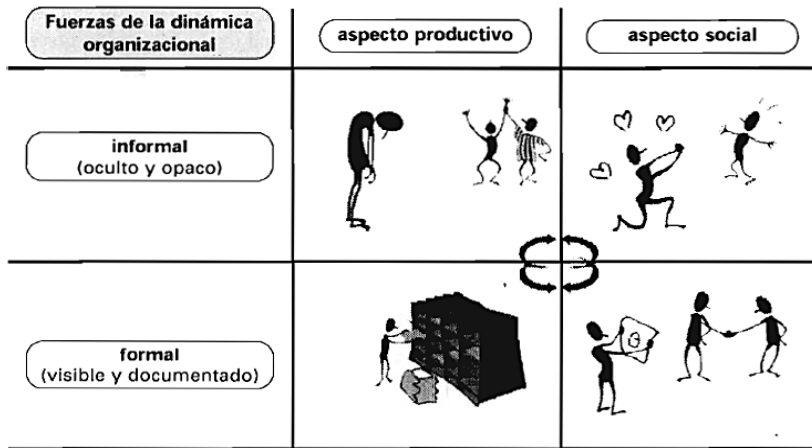 Fuerzas de la dinámica
organizacional
aspecto productivo
aspecto social
informal
(oculto y opaco)
formal
(visible y documentado)